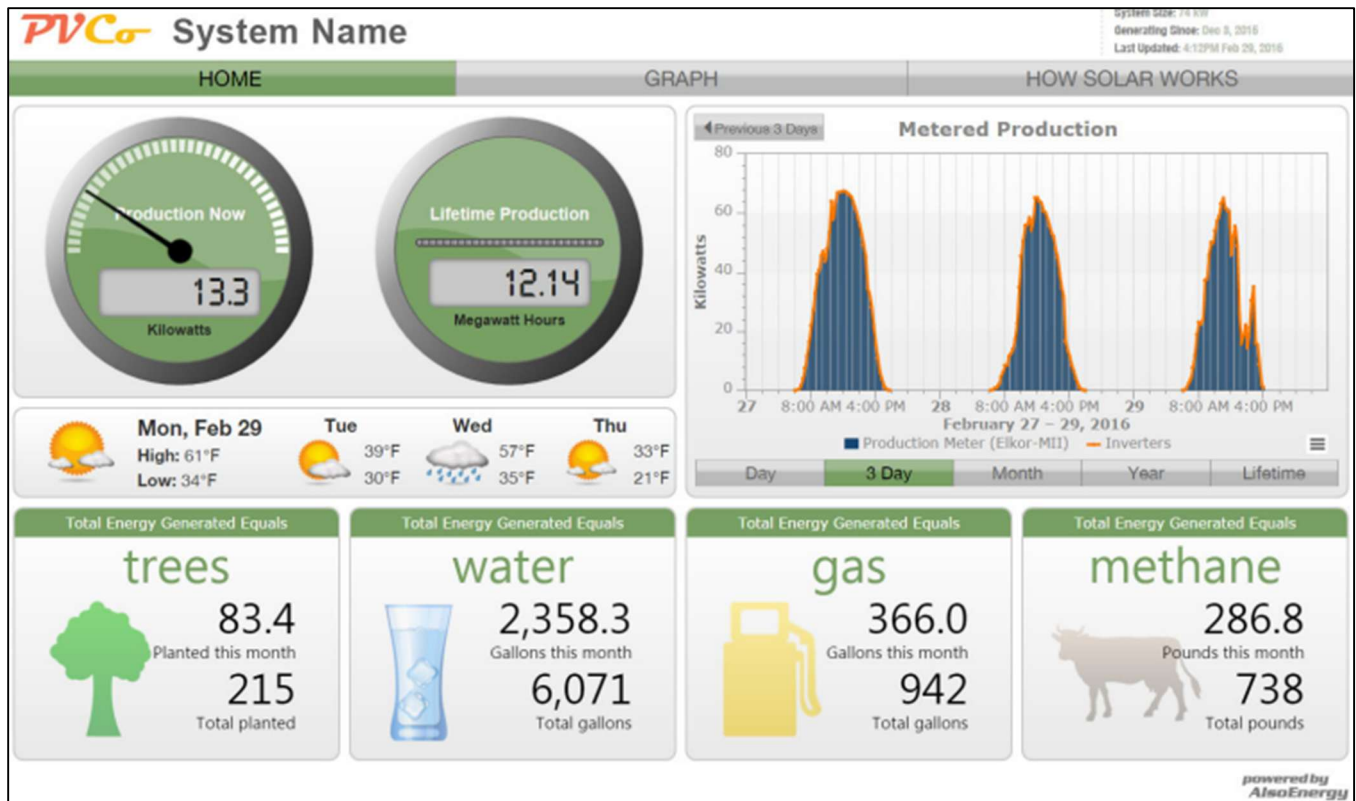 PVCo System Name
System Size: 74 kW
Generating Since: Dec 3, 2015
Last Updated: 4:12PM Feb 29, 2016
HOME
GRAPH
HOW SOLAR WORKS
Production Now
13.3
Kilowatts
Lifetime Production
12.14
Megawatt Hours
Previous 3 Days
Metered Production
Kilowatts
80
60
40
20
0
27 8:00 AM 4:00 PM 28 8:00 AM 4:00 PM 29 8:00 AM 4:00 PM
February 27 – 29, 2016
Production Meter (Elkor-MII) Inverters
Day
3 Day
Month
Year
Lifetime
Mon, Feb 29
High: 61°F
Low: 34°F
Tue
39°F
30°F
Wed
57°F
35°F
Thu
33°F
21°F
Total Energy Generated Equals
trees
83.4
Planted this month
215
Total planted
Total Energy Generated Equals
water
2,358.3
Gallons this month
6,071
Total gallons
Total Energy Generated Equals
gas
366.0
Gallons this month
942
Total gallons
Total Energy Generated Equals
methane
286.8
Pounds this month
738
Total pounds
powered by
AlsoEnergy